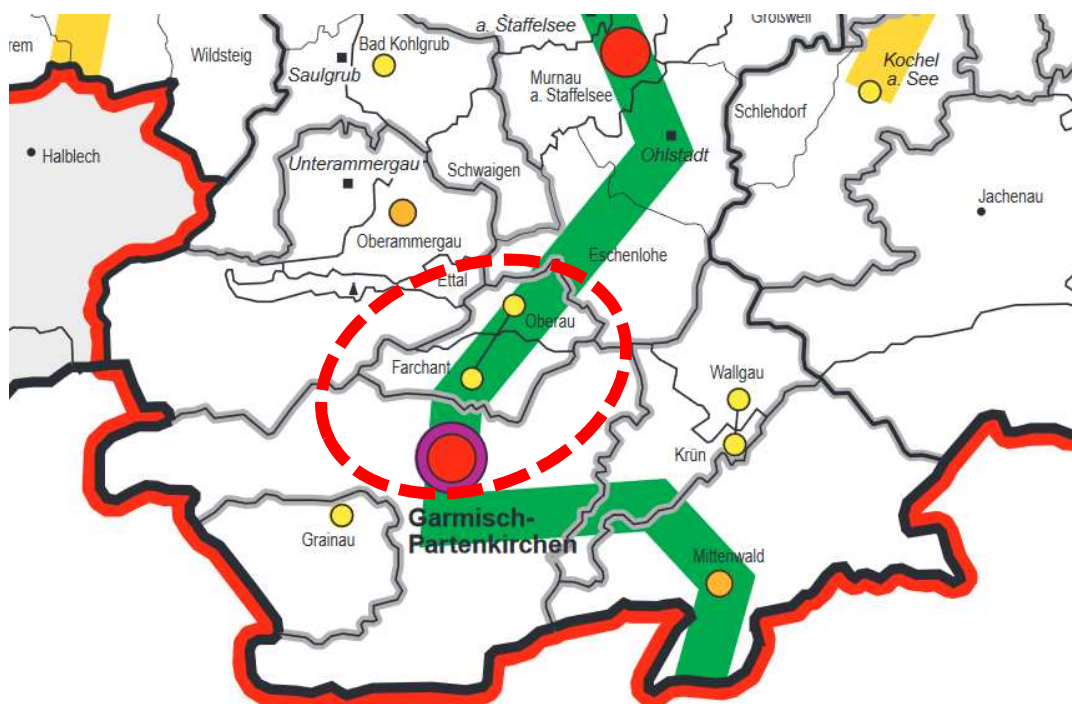 a. Staffelsee
Großweil
rem
Wildsteig
Bad Kohlgrub
Saulgrub
Murnau
a. Staffelsee
Kochel
a. See
Schlehdorf
Halblech
Unterammergau
Schwaigen
Ohlstadt
Jachenau
Oberammergau
Eschenlohe
Ettal
Oberau
Farchant
Wallgau
Krün
Garmisch-
Partenkirchen
Grainau
Mittenwald